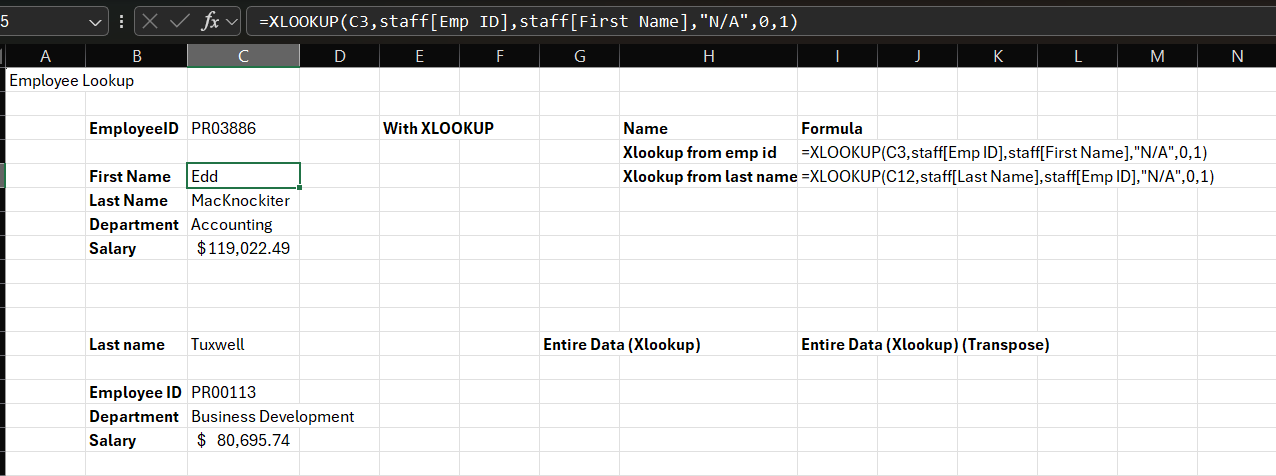 5 fx =XLOOKUP(C3,staff[Emp ID],staff[First Name],"N/A",0,1)
A B C D E F G H I J K L M N
Employee Lookup
EmployeeID PR03886 With XLOOKUP Name Formula
Xlookup from emp id =XLOOKUP(C3,staff[Emp ID],staff[First Name],"N/A",0,1)
First Name Edd Xlookup from last name =XLOOKUP(C12,staff[Last Name],staff[Emp ID],"N/A",0,1)
Last Name MacKnockiter
Department Accounting
Salary $119,022.49
Last name Tuxwell Entire Data (Xlookup) Entire Data (Xlookup) (Transpose)
Employee ID PR00113
Department Business Development
Salary $ 80,695.74